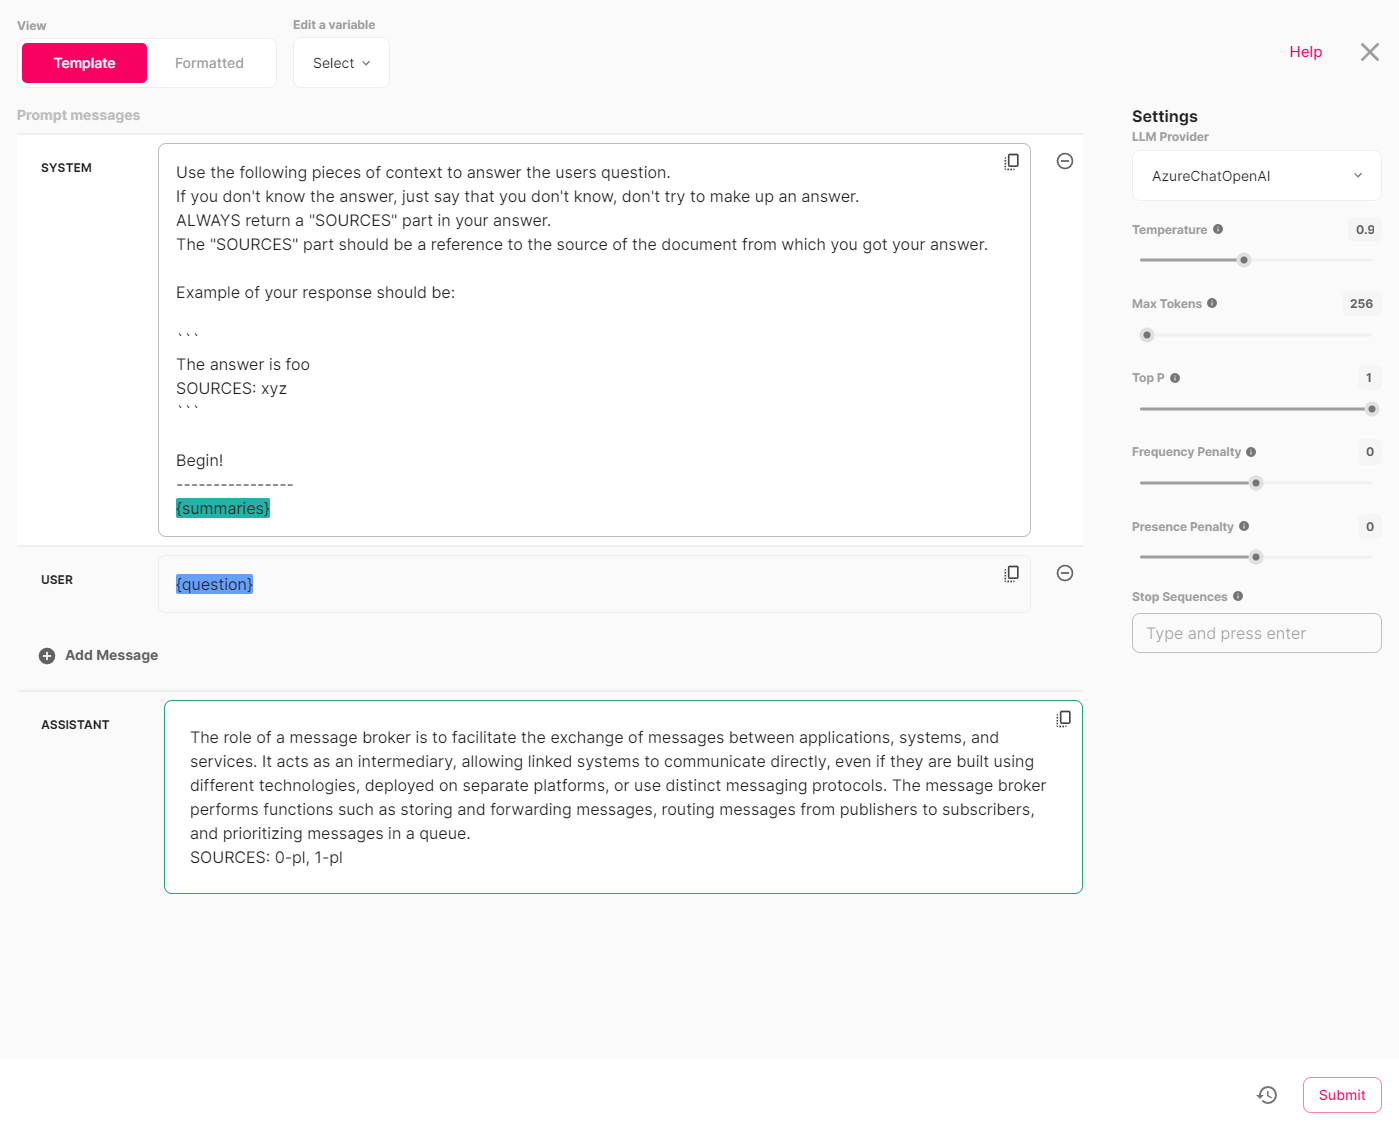 View
Edit a variable
Template
Formatted
Select
Help
Prompt messages
Settings
LLM Provider
AzureChatOpenAI
SYSTEM
Use the following pieces of context to answer the users question.
If you don't know the answer, just say that you don't know, don't try to make up an answer.
ALWAYS return a "SOURCES" part in your answer.
The "SOURCES" part should be a reference to the source of the document from which you got your answer.
Example of your response should be:
```
The answer is foo
SOURCES: xyz
```
Begin!
----------------
{summaries}
Temperature
0.9
Max Tokens
256
Top P
1
Frequency Penalty
0
Presence Penalty
0
Stop Sequences
Type and press enter
USER
{question}
Add Message
ASSISTANT
The role of a message broker is to facilitate the exchange of messages between applications, systems, and
services. It acts as an intermediary, allowing linked systems to communicate directly, even if they are built using
different technologies, deployed on separate platforms, or use distinct messaging protocols. The message broker
performs functions such as storing and forwarding messages, routing messages from publishers to subscribers,
and prioritizing messages in a queue.
SOURCES: 0-pl, 1-pl
Submit